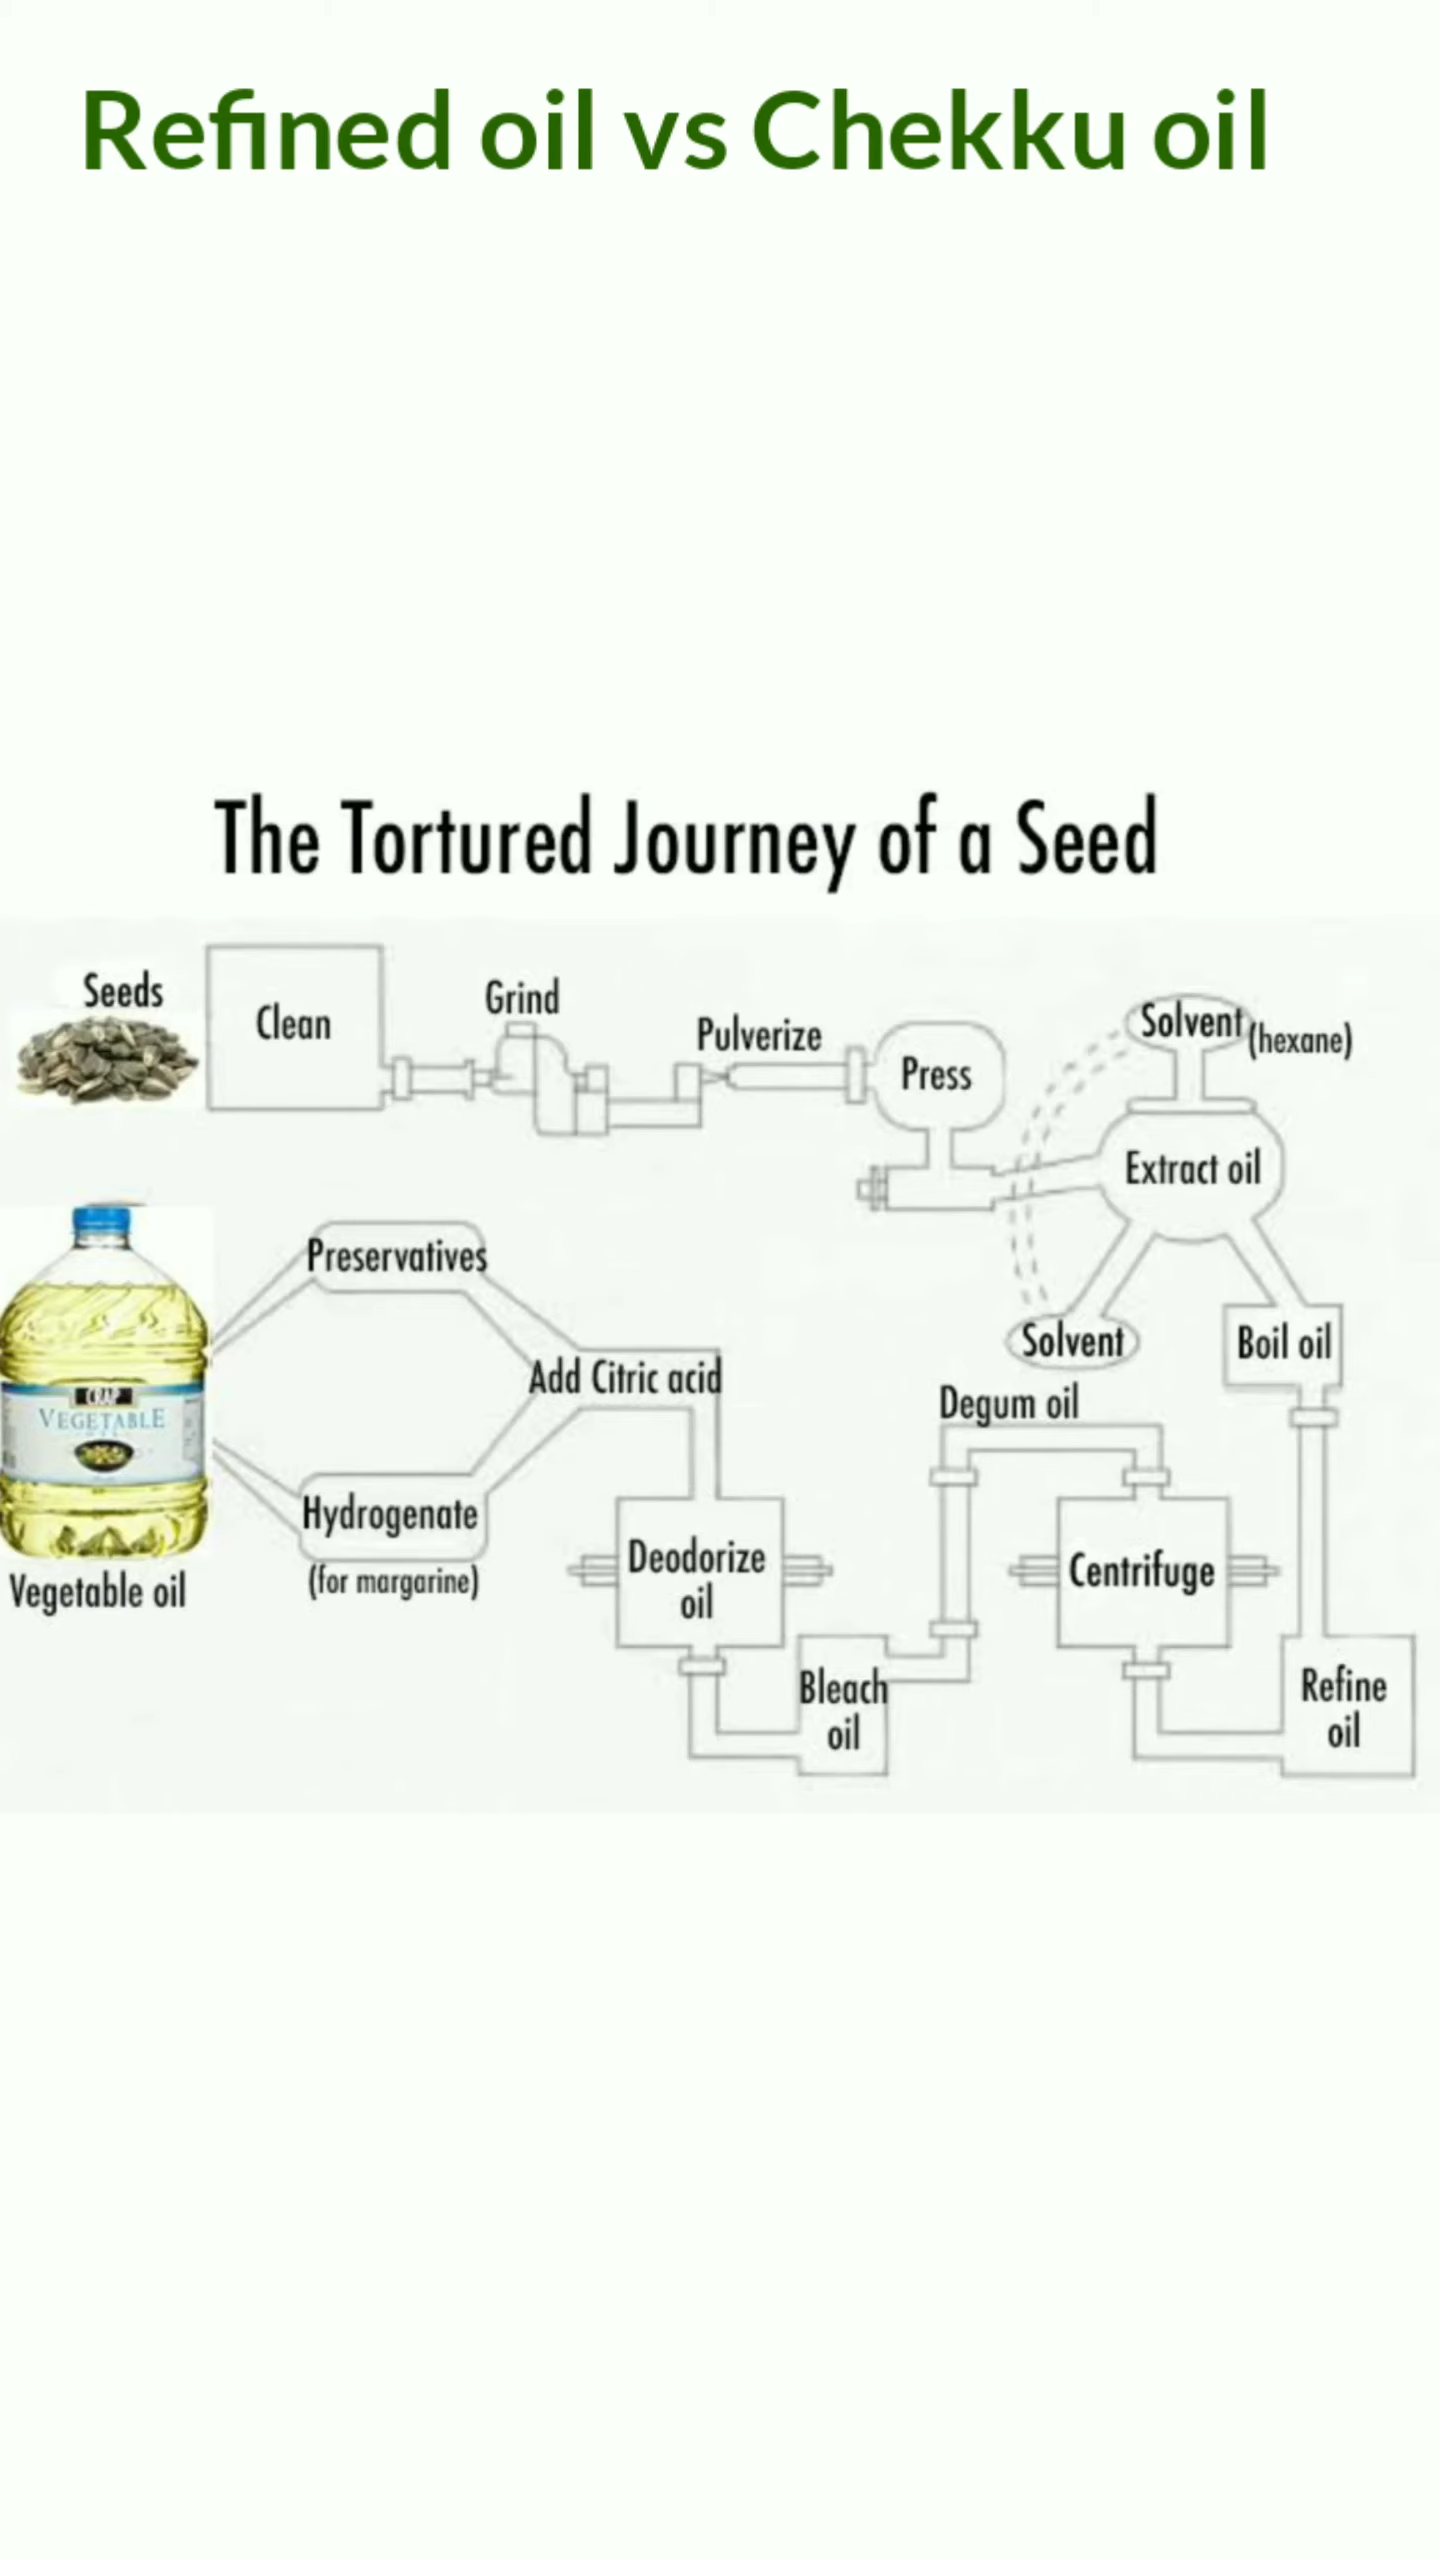 Refined oil vs Chekku oil
The Tortured Journey of a Seed
Seeds
Clean
Grind
Pulverize
Press
Solvent
(hexane)
Extract oil
Solvent
Boil oil
Refine
oil
Centrifuge
Degum oil
Bleach
oil
Deodorize
oil
Add Citric acid
Preservatives
Hydrogenate
(for margarine)
CRAP
VEGETABLE
Vegetable oil